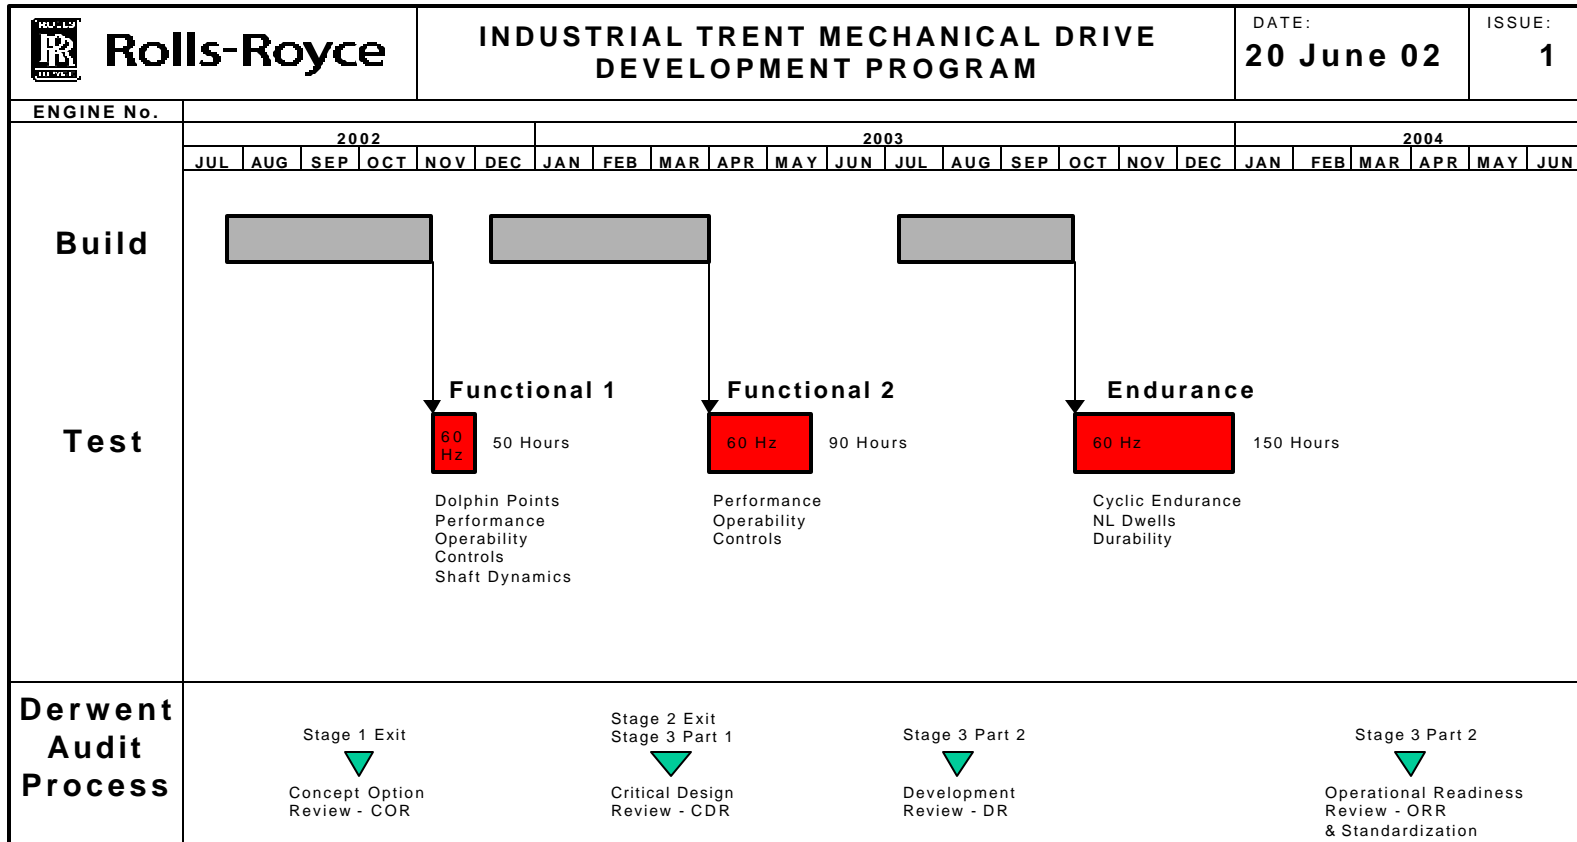 Rolls-Royce
INDUSTRIAL TRENT MECHANICAL DRIVE
DEVELOPMENT PROGRAM
DATE:
20 June 02
ISSUE:
1
ENGINE No.
2002 2003 2004
JUL AUG SEP OCT NOV DEC JAN FEB MAR APR MAY JUN JUL AUG SEP OCT NOV DEC JAN FEB MAR APR MAY JUN
Build
Test
Functional 1
60
Hz
50 Hours
Dolphin Points
Performance
Operability
Controls
Shaft Dynamics
Functional 2
60 Hz
90 Hours
Performance
Operability
Controls
Endurance
60 Hz
150 Hours
Cyclic Endurance
NL Dwells
Durability
Derwent
Audit
Process
Stage 1 Exit
Concept Option
Review - COR
Stage 2 Exit
Stage 3 Part 1
Critical Design
Review - CDR
Stage 3 Part 2
Development
Review - DR
Stage 3 Part 2
Operational Readiness
Review - ORR
& Standardization